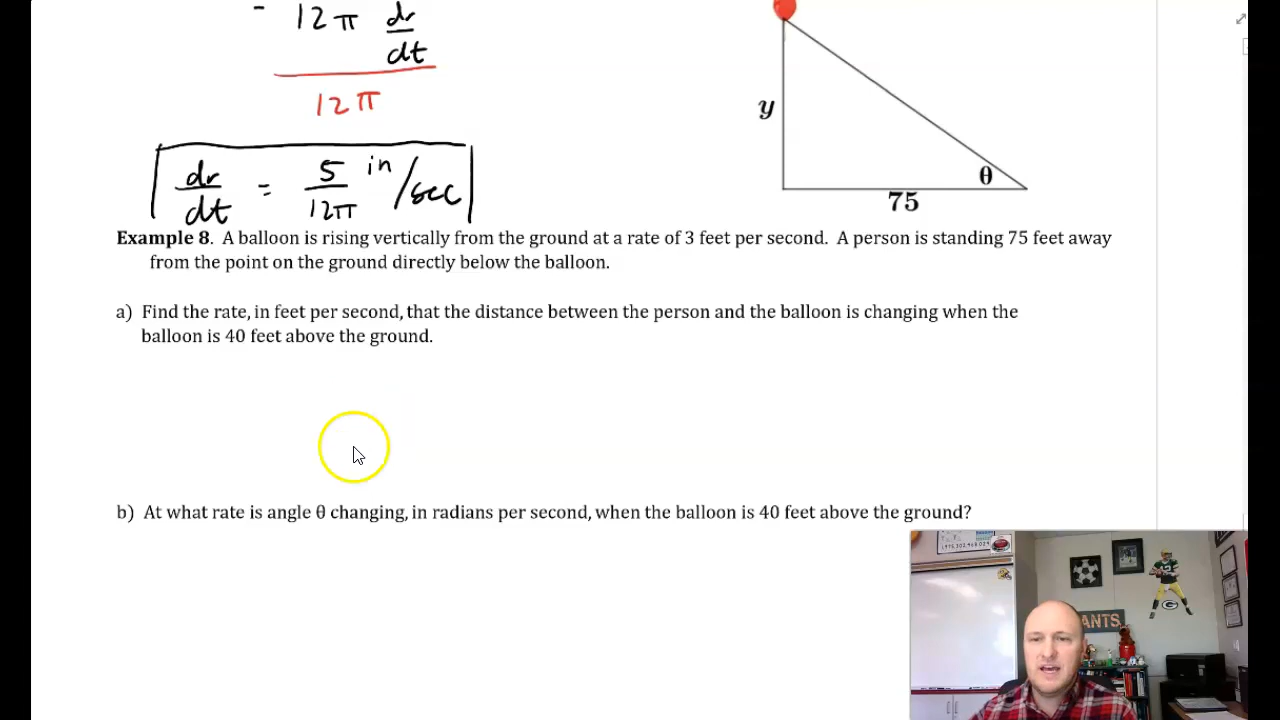 12π dr
dt
12π
dr/dt = 5/12π in/sec
y
θ
75
Example 8. A balloon is rising vertically from the ground at a rate of 3 feet per second. A person is standing 75 feet away
from the point on the ground directly below the balloon.
a) Find the rate, in feet per second, that the distance between the person and the balloon is changing when the
balloon is 40 feet above the ground.
b) At what rate is angle θ changing, in radians per second, when the balloon is 40 feet above the ground?
ANTS
G